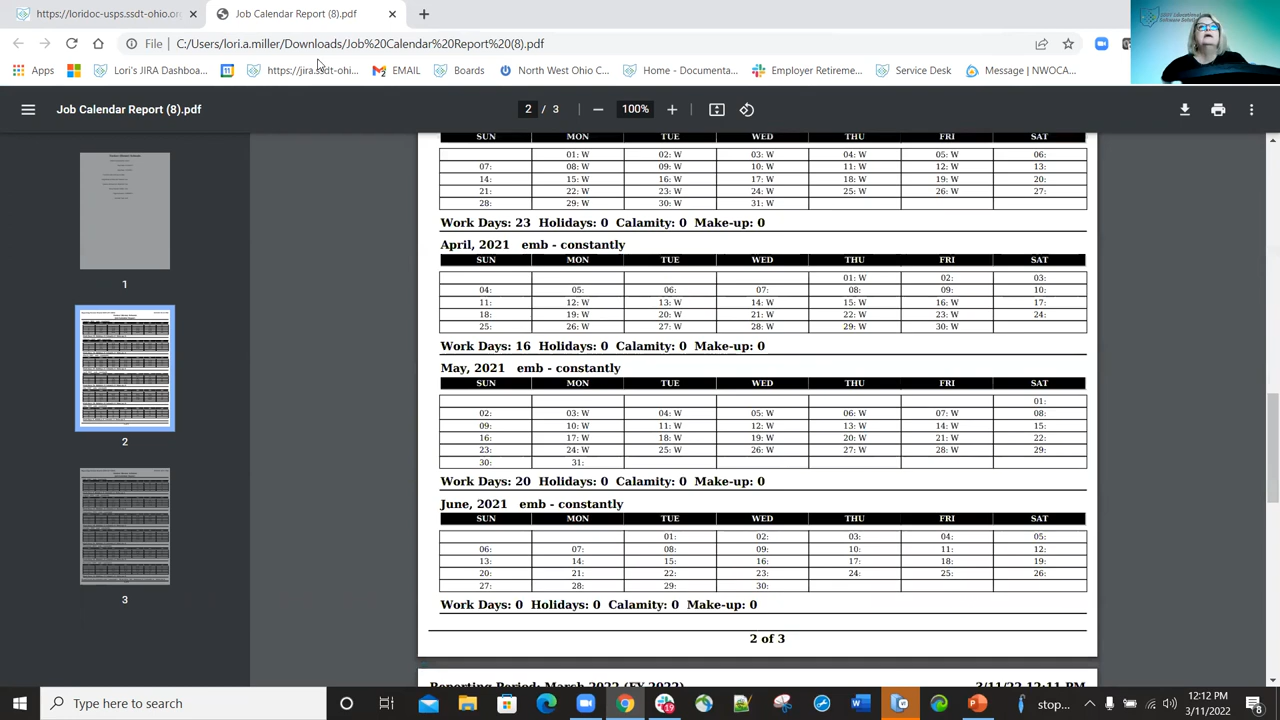 https://loridoc-usps.ssdt-ohio.or
Job Calendar Report (8).pdf
File
C:/Users/lori.a.miller/Downloads/Job%20Calendar%20Report%20(8).pdf
Apps
Lori's JIRA Dashboa...
https://jira.ssdt-ohi...
EMAIL
Boards
North West Ohio C...
Home - Documenta...
Employer Retireme...
Service Desk
Message | NWOCA...
Job Calendar Report (8).pdf
2 / 3
100%
1
2
3
SUN MON TUE WED THU FRI SAT
01: W 02: W 03: W 04: W 05: W 06:
07: 08: W 09: W 10: W 11: W 12: W 13:
14: 15: W 16: W 17: W 18: W 19: W 20:
21: 22: W 23: W 24: W 25: W 26: W 27:
28: 29: W 30: W 31: W
Work Days: 23 Holidays: 0 Calamity: 0 Make-up: 0
April, 2021 emb - constantly
SUN MON TUE WED THU FRI SAT
01: W 02: 03:
04: 05: 06: 07: 08: 09: 10:
11: 12: W 13: W 14: W 15: W 16: W 17:
18: 19: W 20: W 21: W 22: W 23: W 24:
25: 26: W 27: W 28: W 29: W 30: W
Work Days: 16 Holidays: 0 Calamity: 0 Make-up: 0
May, 2021 emb - constantly
SUN MON TUE WED THU FRI SAT
01:
02: 03: W 04: W 05: W 06: W 07: W 08:
09: 10: W 11: W 12: W 13: W 14: W 15:
16: 17: W 18: W 19: W 20: W 21: W 22:
23: 24: W 25: W 26: W 27: W 28: W 29:
30: 31:
Work Days: 20 Holidays: 0 Calamity: 0 Make-up: 0
June, 2021 emb - constantly
SUN MON TUE WED THU FRI SAT
01: 02: 03: 04: 05:
06: 07: 08: 09: 10: 11: 12:
13: 14: 15: 16: 17: 18: 19:
20: 21: 22: 23: 24: 25: 26:
27: 28: 29: 30:
Work Days: 0 Holidays: 0 Calamity: 0 Make-up: 0
2 of 3
Reporting Period: March 2022 (FY 2022) 3/11/22 12:11 PM
Type here to search
stop...
12:12 PM
3/11/2022